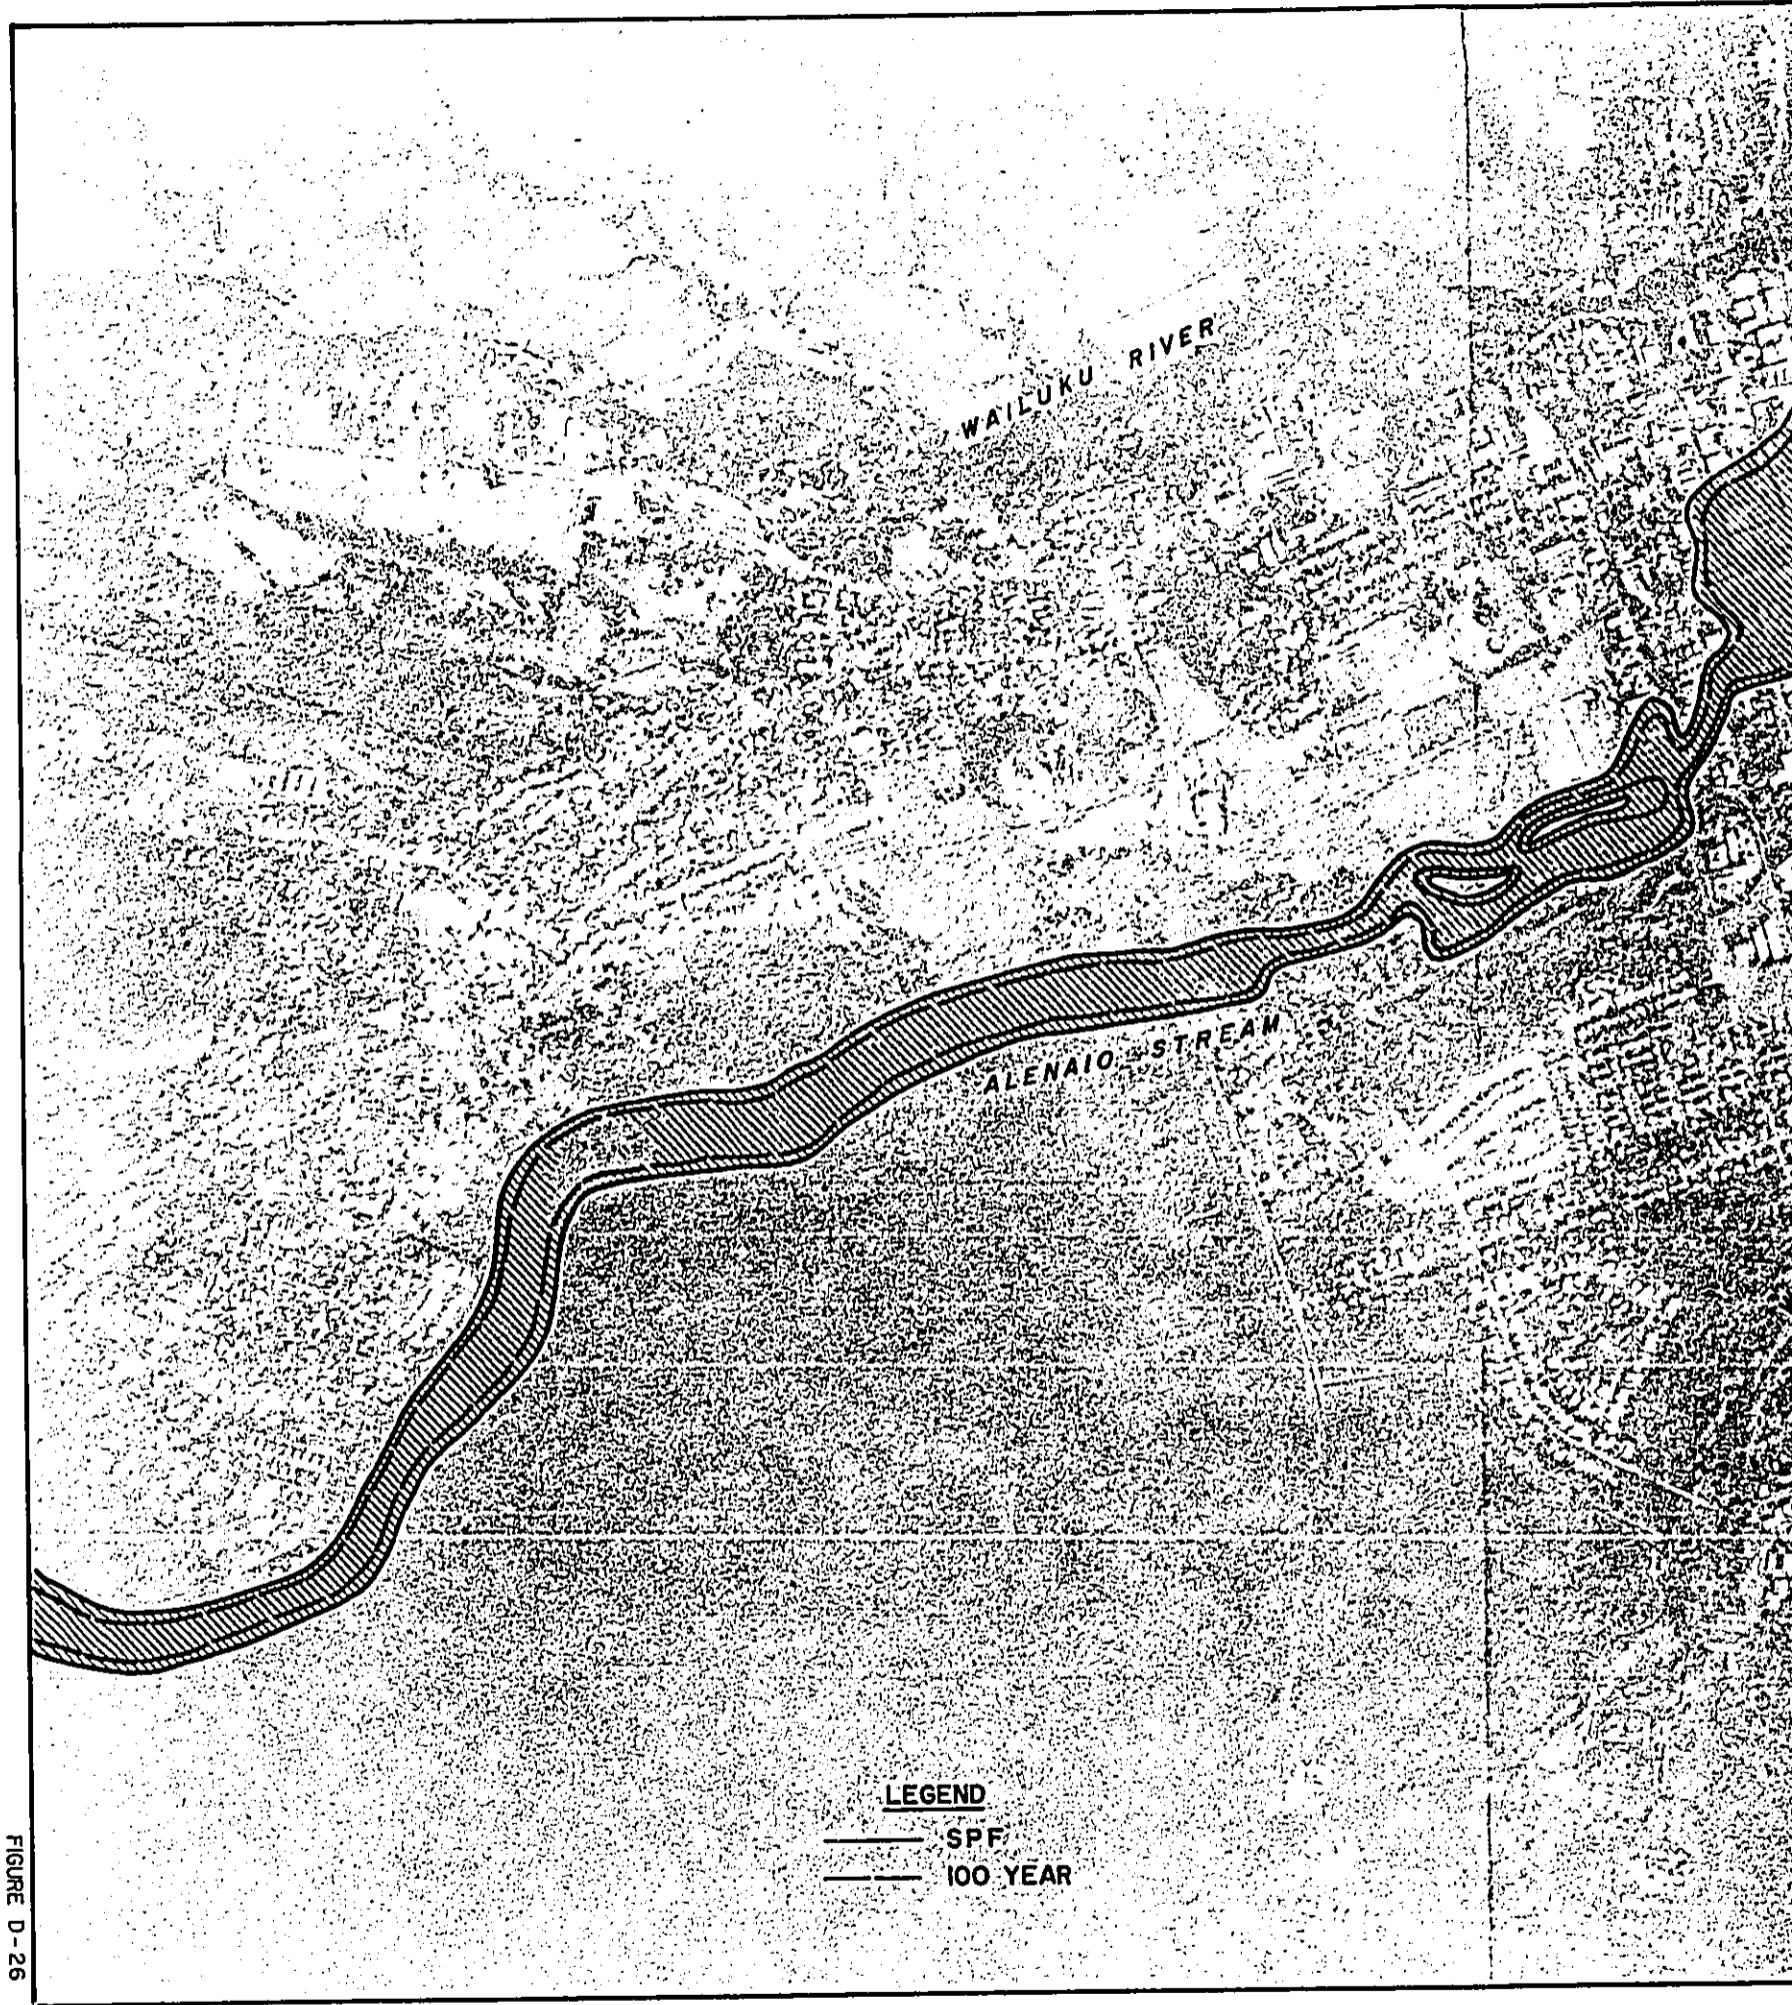 WAILUKU RIVER
ALENAIO STREAM
LEGEND
SPF
100 YEAR
FIGURE D-26